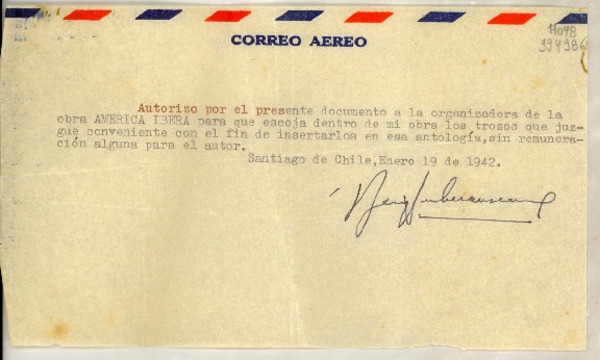 CORREO AEREO
Autorizo por el presente documento a la organizadora de la
obra AMERICA IBERA para que escoja dentro de mi obra los trozos que juz-
gue conveniente con el fin de insertarlos en esa antología,sin remunera-
ción alguna para el autor.
Santiago de Chile,Enero 19 de 1942.